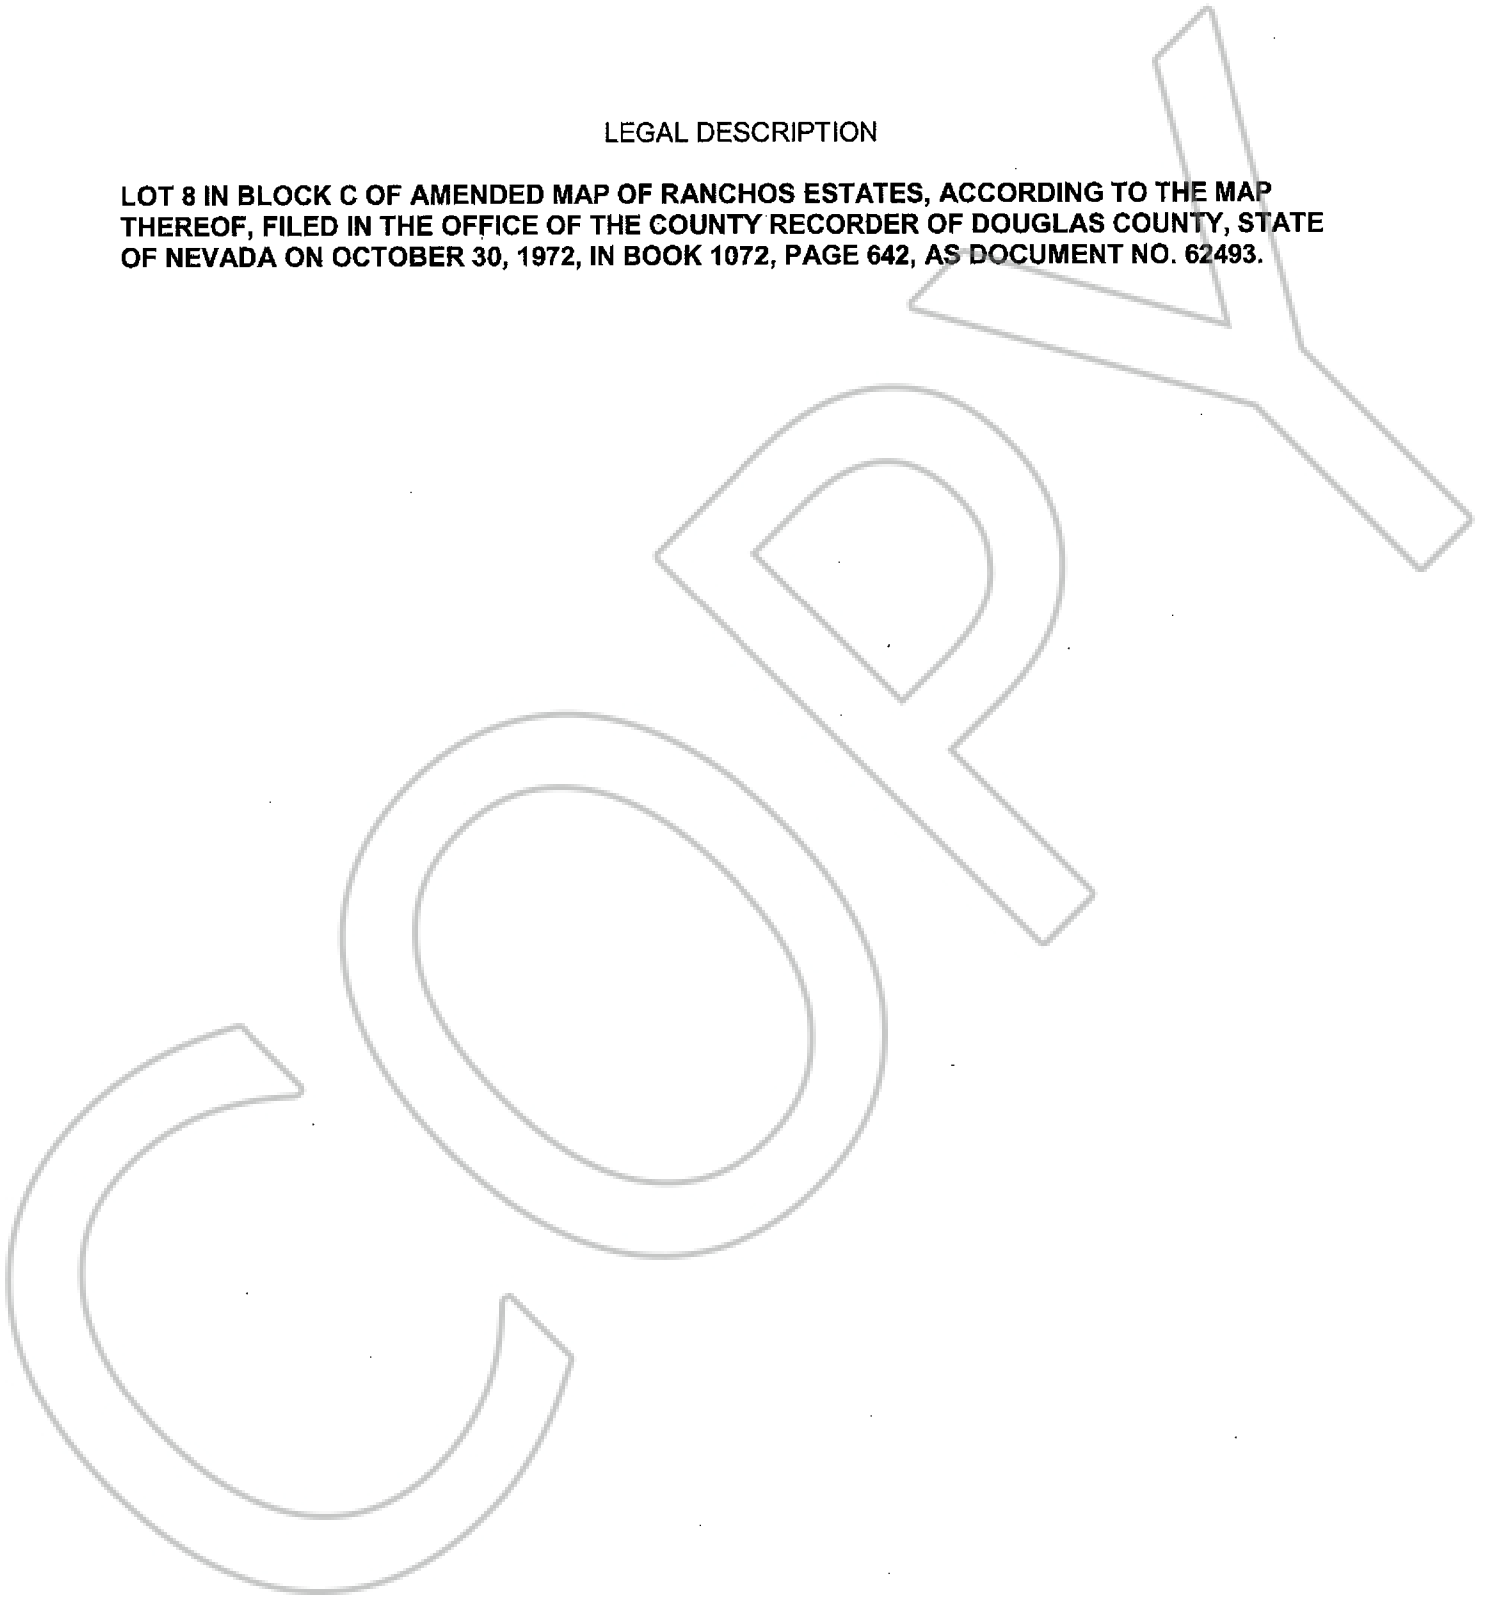 LEGAL DESCRIPTION
LOT 8 IN BLOCK C OF AMENDED MAP OF RANCHOS ESTATES, ACCORDING TO THE MAP
THEREOF, FILED IN THE OFFICE OF THE COUNTY RECORDER OF DOUGLAS COUNTY, STATE
OF NEVADA ON OCTOBER 30, 1972, IN BOOK 1072, PAGE 642, AS DOCUMENT NO. 62493.
COPY